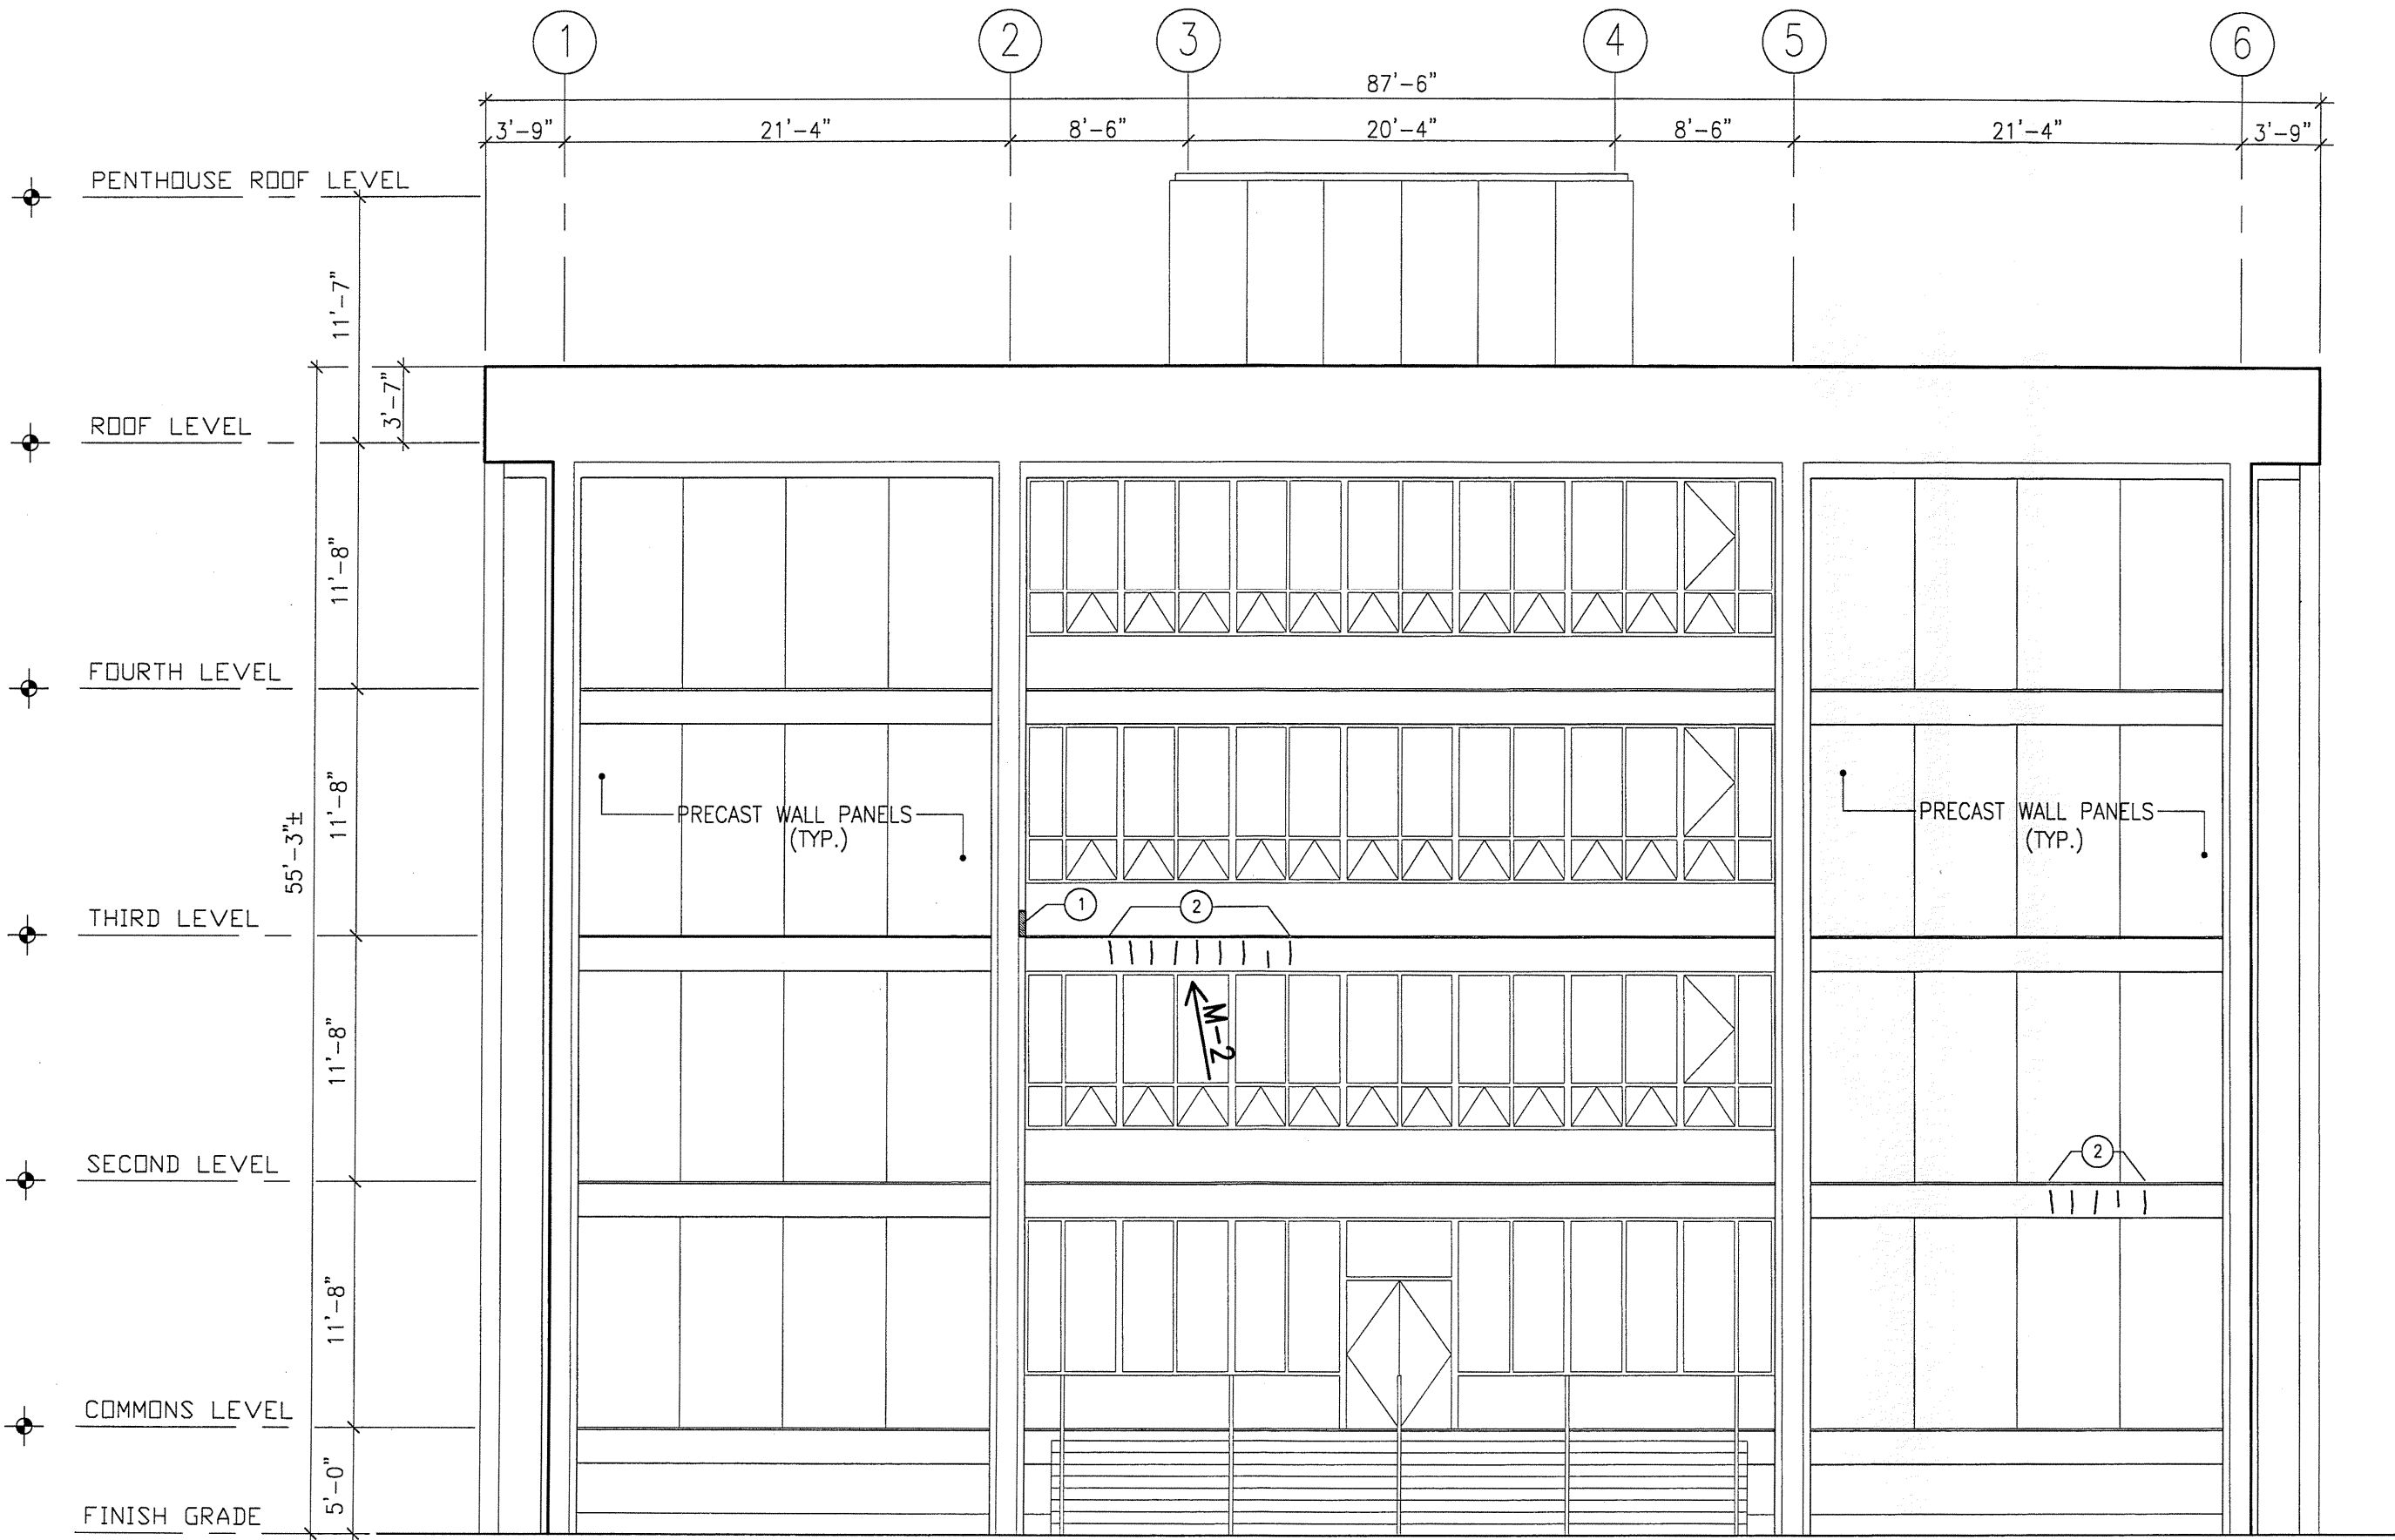 1 2 3 4 5 6
87'-6"
3'-9" 21'-4" 8'-6" 20'-4" 8'-6" 21'-4" 3'-9"
PENTHOUSE ROOF LEVEL
11'-7"
3'-7"
ROOF LEVEL
11'-8"
FOURTH LEVEL
11'-8"
PRECAST WALL PANELS
(TYP.)
PRECAST WALL PANELS
(TYP.)
55'-3"±
1
2
THIRD LEVEL
M-2
11'-8"
SECOND LEVEL
2
11'-8"
COMMONS LEVEL
5'-0"
FINISH GRADE